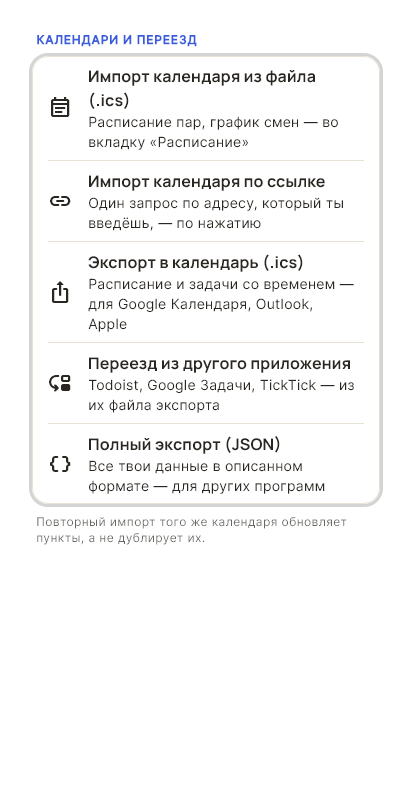 КАЛЕНДАРИ И ПЕРЕЕЗД
Импорт календаря из файла
(.ics)
Расписание пар, график смен — во
вкладку «Расписание»
Импорт календаря по ссылке
Один запрос по адресу, который ты
введёшь, — по нажатию
Экспорт в календарь (.ics)
Расписание и задачи со временем —
для Google Календаря, Outlook,
Apple
Переезд из другого приложения
Todoist, Google Задачи, TickTick — из
их файла экспорта
Полный экспорт (JSON)
Все твои данные в описанном
формате — для других программ
Повторный импорт того же календаря обновляет
пункты, а не дублирует их.